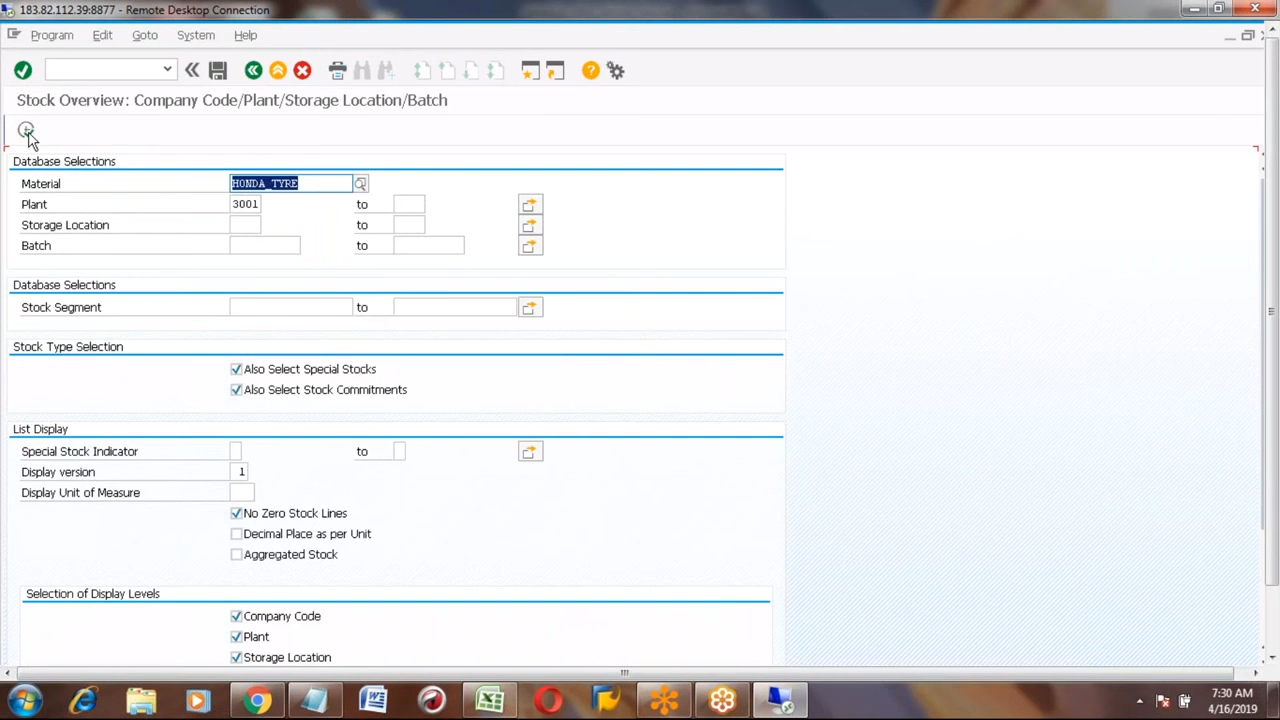 183.82.112.39:8877 - Remote Desktop Connection
Program Edit Goto System Help
Stock Overview: Company Code/Plant/Storage Location/Batch
Database Selections
Material HONDA_TYRE
Plant 3001 to
Storage Location to
Batch to
Database Selections
Stock Segment to
Stock Type Selection
Also Select Special Stocks
Also Select Stock Commitments
List Display
Special Stock Indicator to
Display version 1
Display Unit of Measure
No Zero Stock Lines
Decimal Place as per Unit
Aggregated Stock
Selection of Display Levels
Company Code
Plant
Storage Location
7:30 AM
4/16/2019